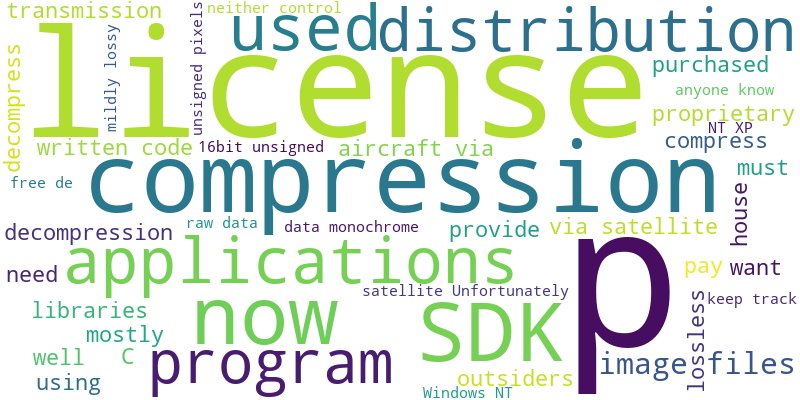 transmission
neither control
license
used
distribution
decompress
mildly lossy
unsigned pixels
purchased
anyone know
proprietary
NT XP
written code
16bit unsigned
aircraft via
compress
compression
free de
must
house
raw data
data monochrome
decompression
provide
via satellite
applications
p
need
pay
want
satellite Unfortunately
lossless
keep track
libraries
now
SDK
mostly
well
C
program
image files
using
outsiders
Windows NT